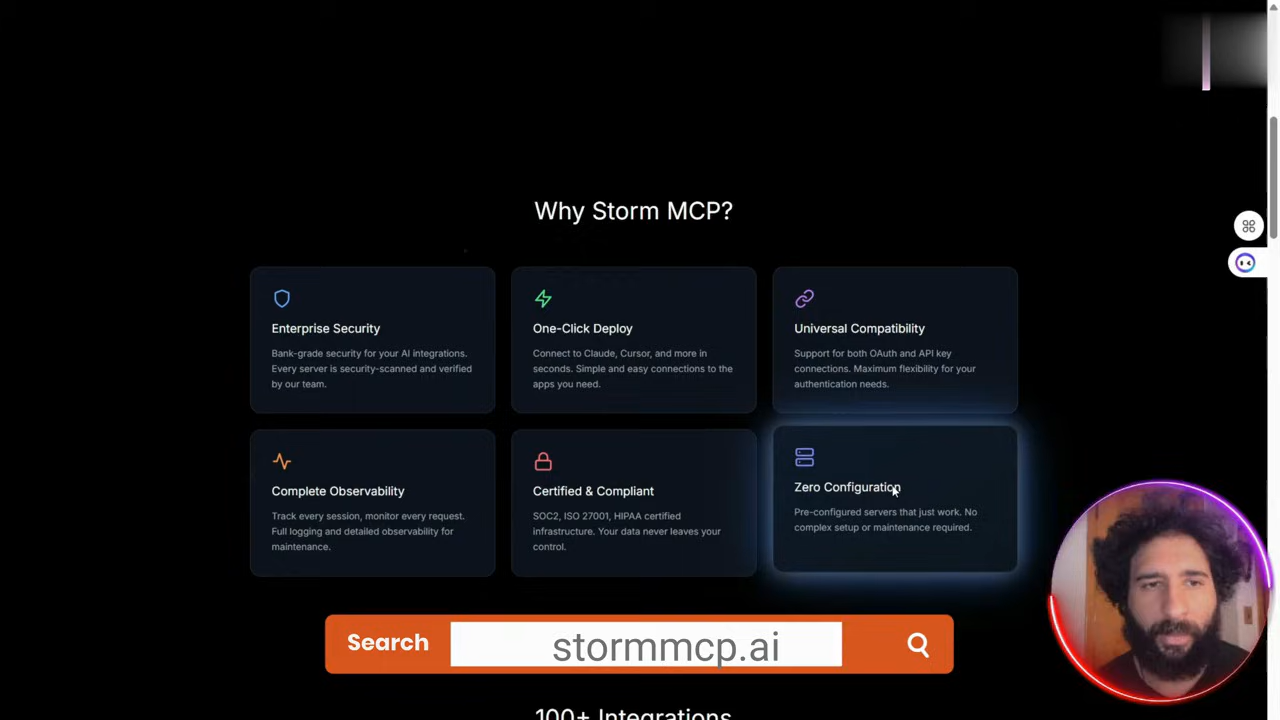 Why Storm MCP?
Enterprise Security
Bank-grade security for your AI integrations.
Every server is security-scanned and verified
by our team.
One-Click Deploy
Connect to Claude, Cursor, and more in
seconds. Simple and easy connections to the
apps you need.
Universal Compatibility
Support for both OAuth and API key
connections. Maximum flexibility for your
authentication needs.
Complete Observability
Track every session, monitor every request.
Full logging and detailed observability for
maintenance.
Certified & Compliant
SOC2, ISO 27001, HIPAA certified
infrastructure. Your data never leaves your
control.
Zero Configuration
Pre-configured servers that just work. No
complex setup or maintenance required.
Search stormmcp.ai
100+ Integrations